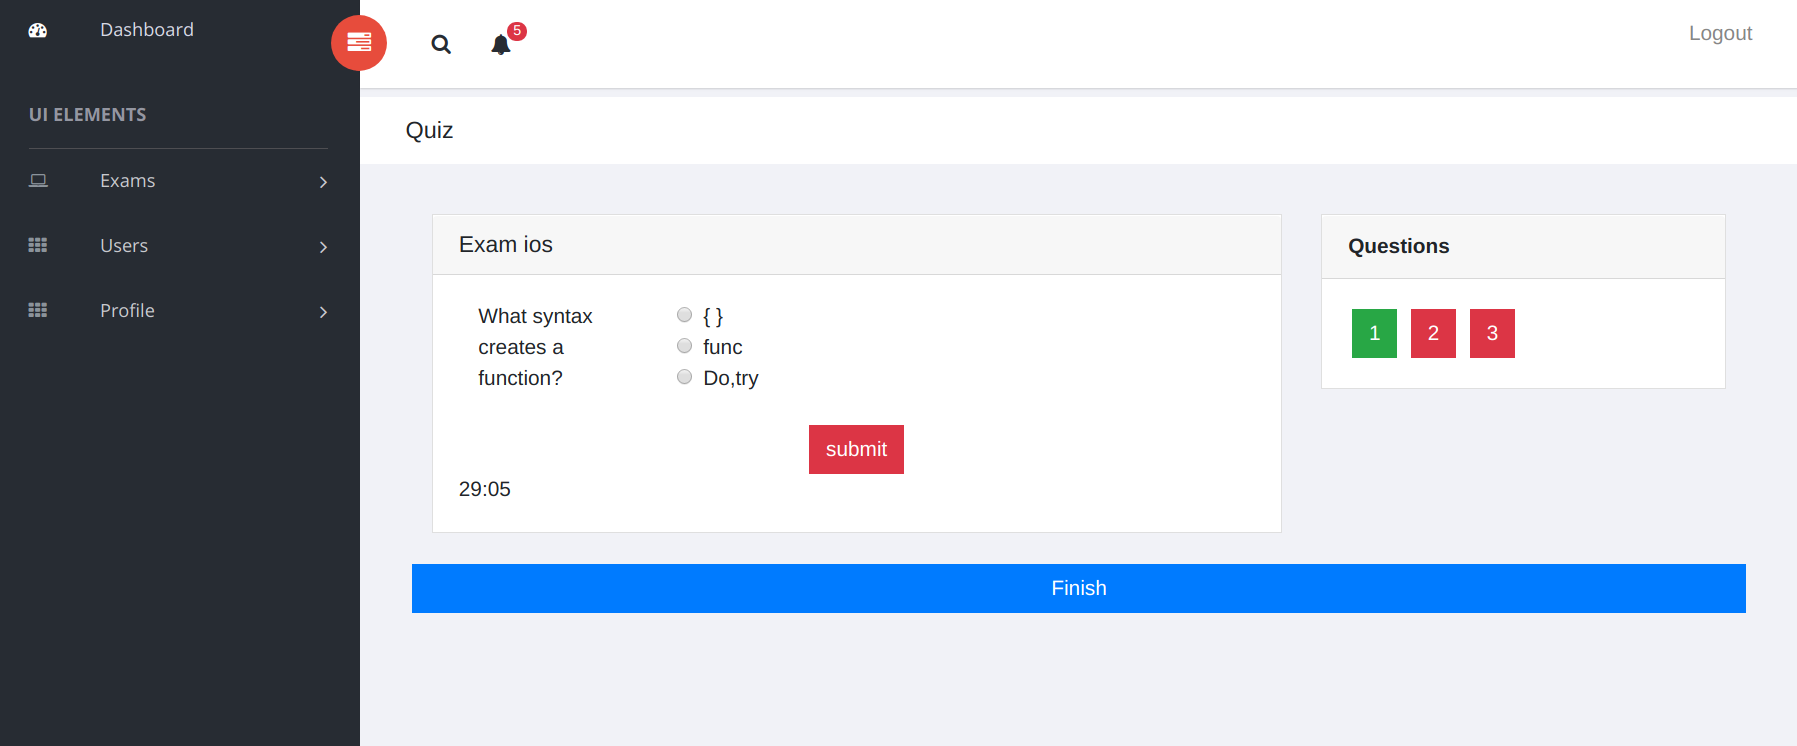 Dashboard
UI ELEMENTS
Exams
Users
Profile
5
Logout
Quiz
Exam ios
What syntax
creates a
function?
{ }
func
Do,try
submit
29:05
Questions
1 2 3
Finish